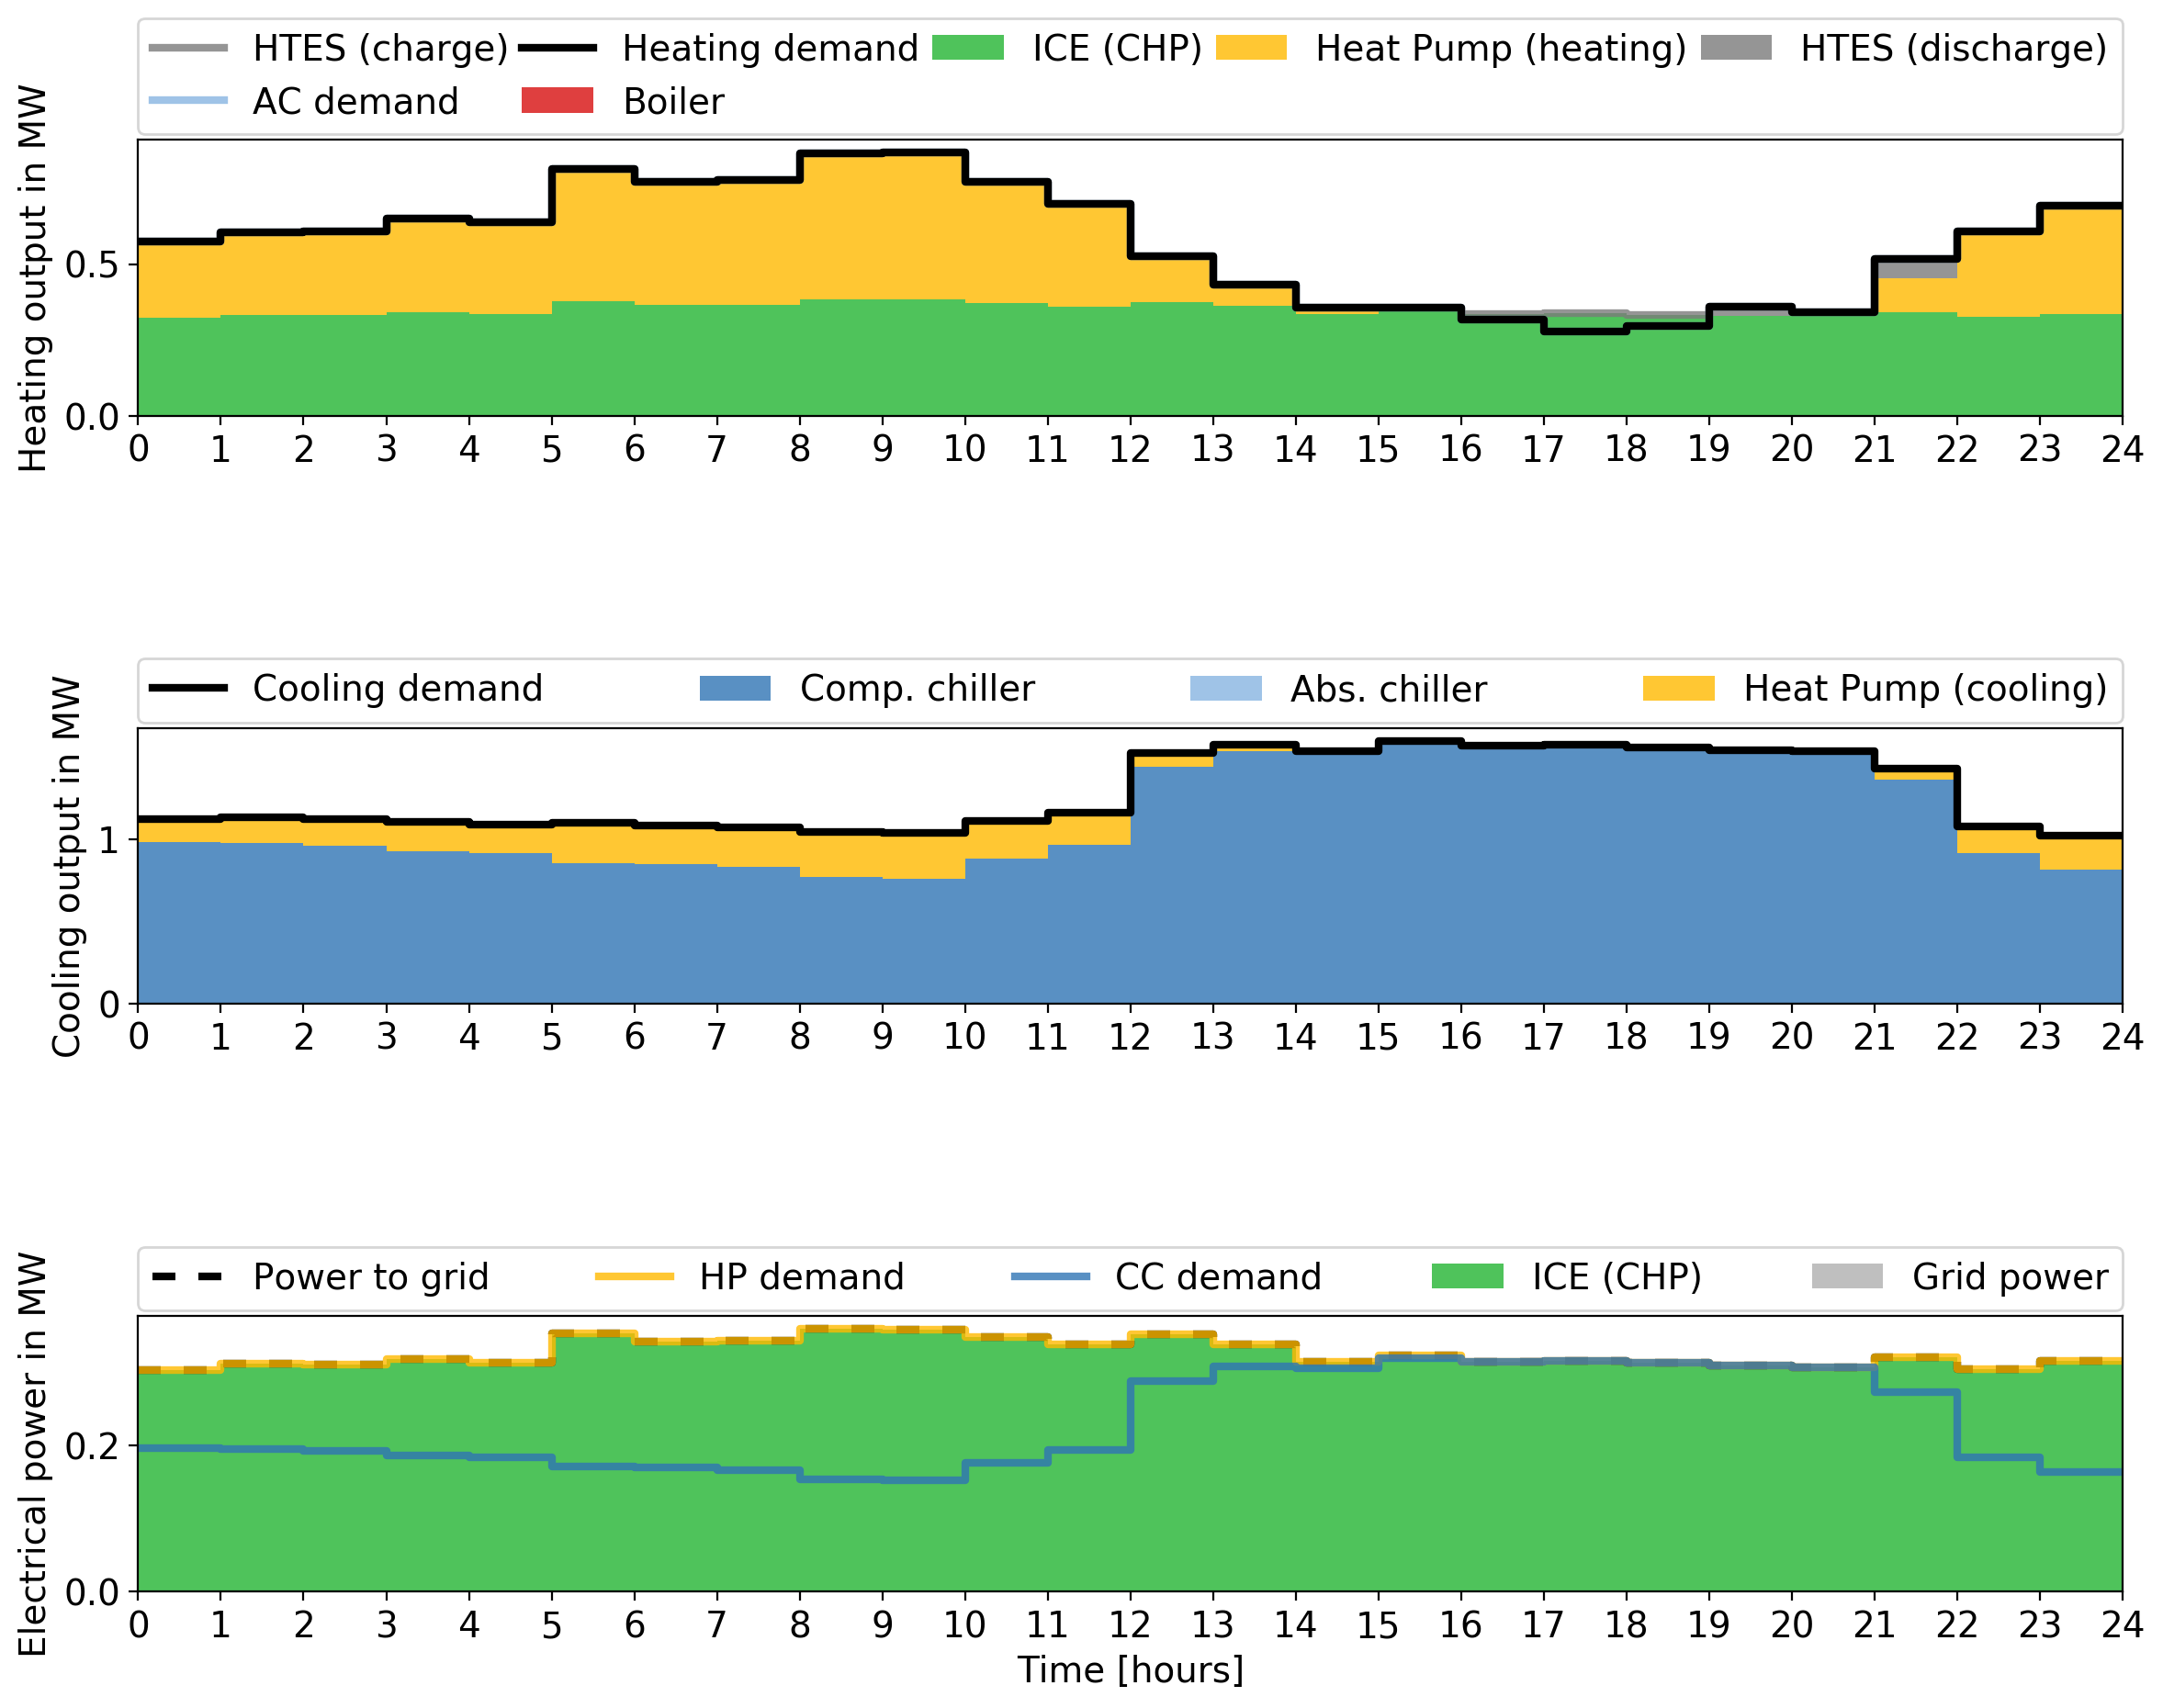 HTES (charge) Heating demand ICE (CHP) Heat Pump (heating) HTES (discharge)
AC demand Boiler
Heating output in MW
0.5
0.0
0 1 2 3 4 5 6 7 8 9 10 11 12 13 14 15 16 17 18 19 20 21 22 23 24
Cooling demand Comp. chiller Abs. chiller Heat Pump (cooling)
Cooling output in MW
1
0
0 1 2 3 4 5 6 7 8 9 10 11 12 13 14 15 16 17 18 19 20 21 22 23 24
Power to grid HP demand CC demand ICE (CHP) Grid power
Electrical power in MW
0.2
0.0
0 1 2 3 4 5 6 7 8 9 10 11 12 13 14 15 16 17 18 19 20 21 22 23 24
Time [hours]